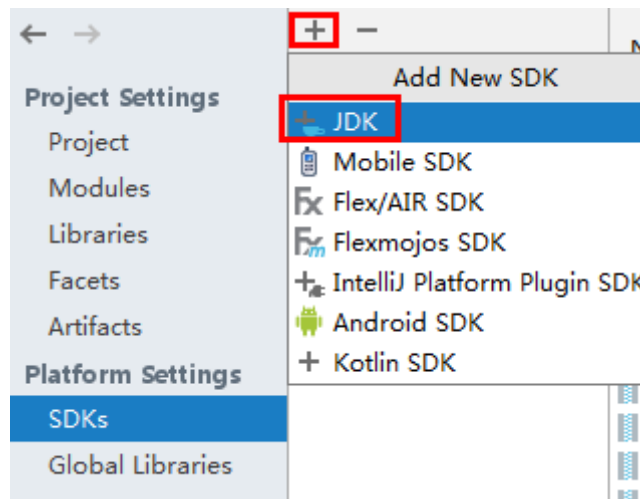 Add New SDK
Project Settings
JDK
Project
Mobile SDK
Modules
Flex/AIR SDK
Libraries
Flexmojos SDK
Facets
IntelliJ Platform Plugin SDK
Artifacts
Android SDK
Platform Settings
Kotlin SDK
SDKs
Global Libraries